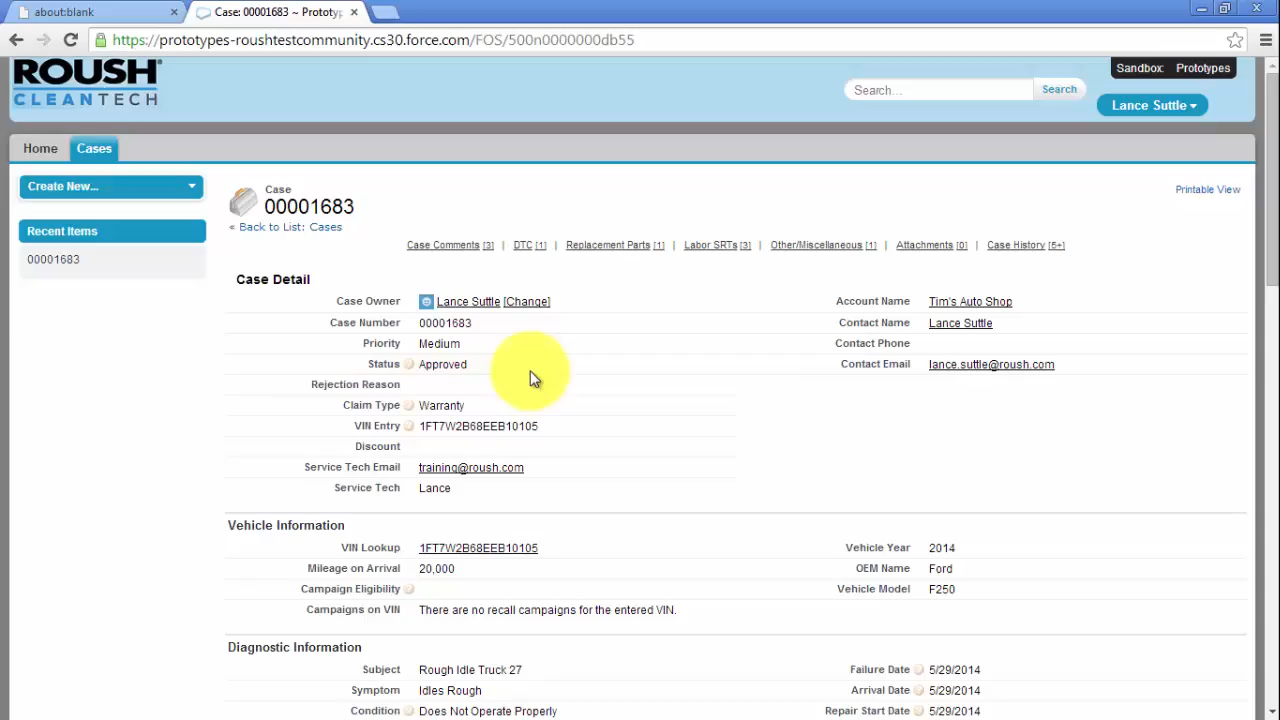 about:blank
Case: 00001683 ~ Prototyp
https://prototypes-roushtestcommunity.cs30.force.com/FOS/500n0000000db55
ROUSH®
CLEANTECH
Search...
Search
Sandbox: Prototypes
Lance Suttle
Home
Cases
Create New...
Recent Items
00001683
Case
00001683
« Back to List: Cases
Printable View
Case Comments [3] | DTC [1] | Replacement Parts [1] | Labor SRTs [3] | Other/Miscellaneous [1] | Attachments [0] | Case History [5+]
Case Detail
Case Owner Lance Suttle [Change] Account Name Tim's Auto Shop
Case Number 00001683 Contact Name Lance Suttle
Priority Medium Contact Phone
Status Approved Contact Email lance.suttle@roush.com
Rejection Reason
Claim Type Warranty
VIN Entry 1FT7W2B68EEB10105
Discount
Service Tech Email training@roush.com
Service Tech Lance
Vehicle Information
VIN Lookup 1FT7W2B68EEB10105 Vehicle Year 2014
Mileage on Arrival 20,000 OEM Name Ford
Campaign Eligibility Vehicle Model F250
Campaigns on VIN There are no recall campaigns for the entered VIN.
Diagnostic Information
Subject Rough Idle Truck 27 Failure Date 5/29/2014
Symptom Idles Rough Arrival Date 5/29/2014
Condition Does Not Operate Properly Repair Start Date 5/29/2014